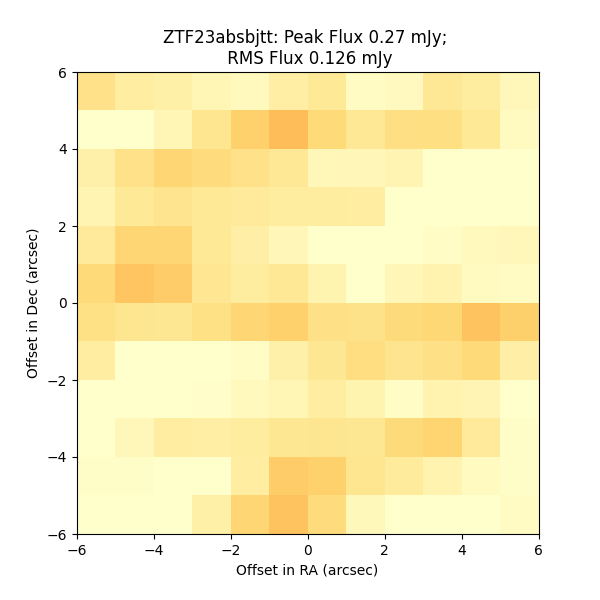 ZTF23absbjtt: Peak Flux 0.27 mJy;
RMS Flux 0.126 mJy
6
4
2
0
−2
−4
−6
Offset in Dec (arcsec)
−6 −4 −2 0 2 4 6
Offset in RA (arcsec)